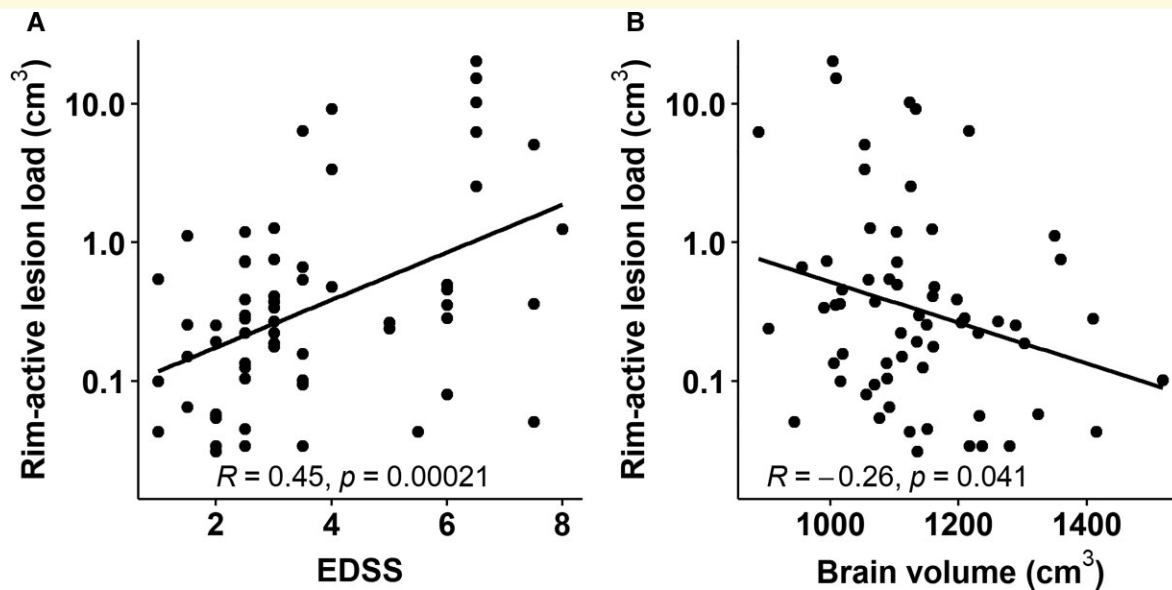 A
Rim-active lesion load (cm³)
10.0
1.0
0.1
R = 0.45, p = 0.00021
2 4 6 8
EDSS
B
Rim-active lesion load (cm³)
10.0
1.0
0.1
R = −0.26, p = 0.041
1000 1200 1400
Brain volume (cm³)